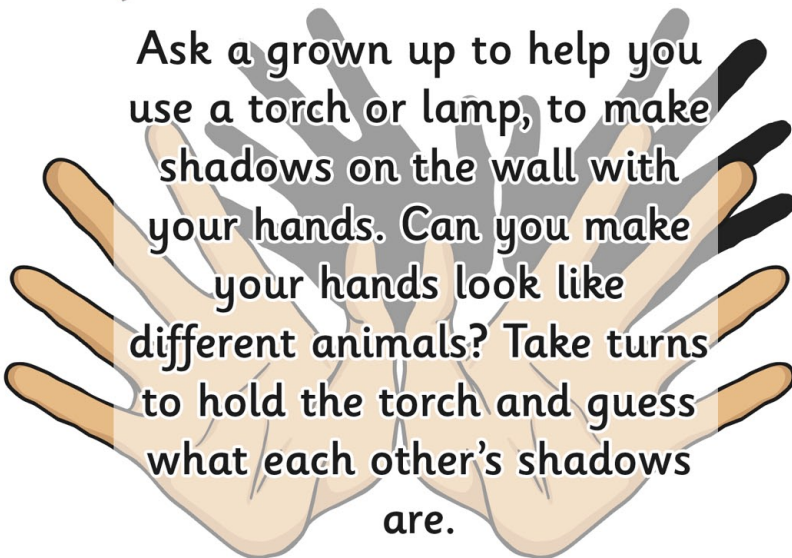 Ask a grown up to help you
use a torch or lamp, to make
shadows on the wall with
your hands. Can you make
your hands look like
different animals? Take turns
to hold the torch and guess
what each other’s shadows
are.